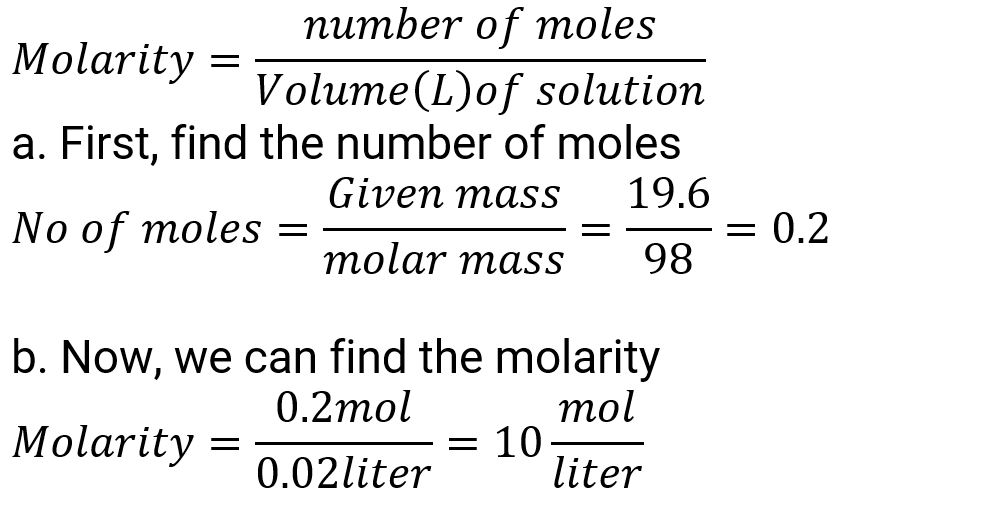 Molarity = number of moles / Volume(L)of solution
a. First, find the number of moles
No of moles = Given mass / molar mass = 19.6 / 98 = 0.2
b. Now, we can find the molarity
Molarity = 0.2mol / 0.02liter = 10 mol / liter